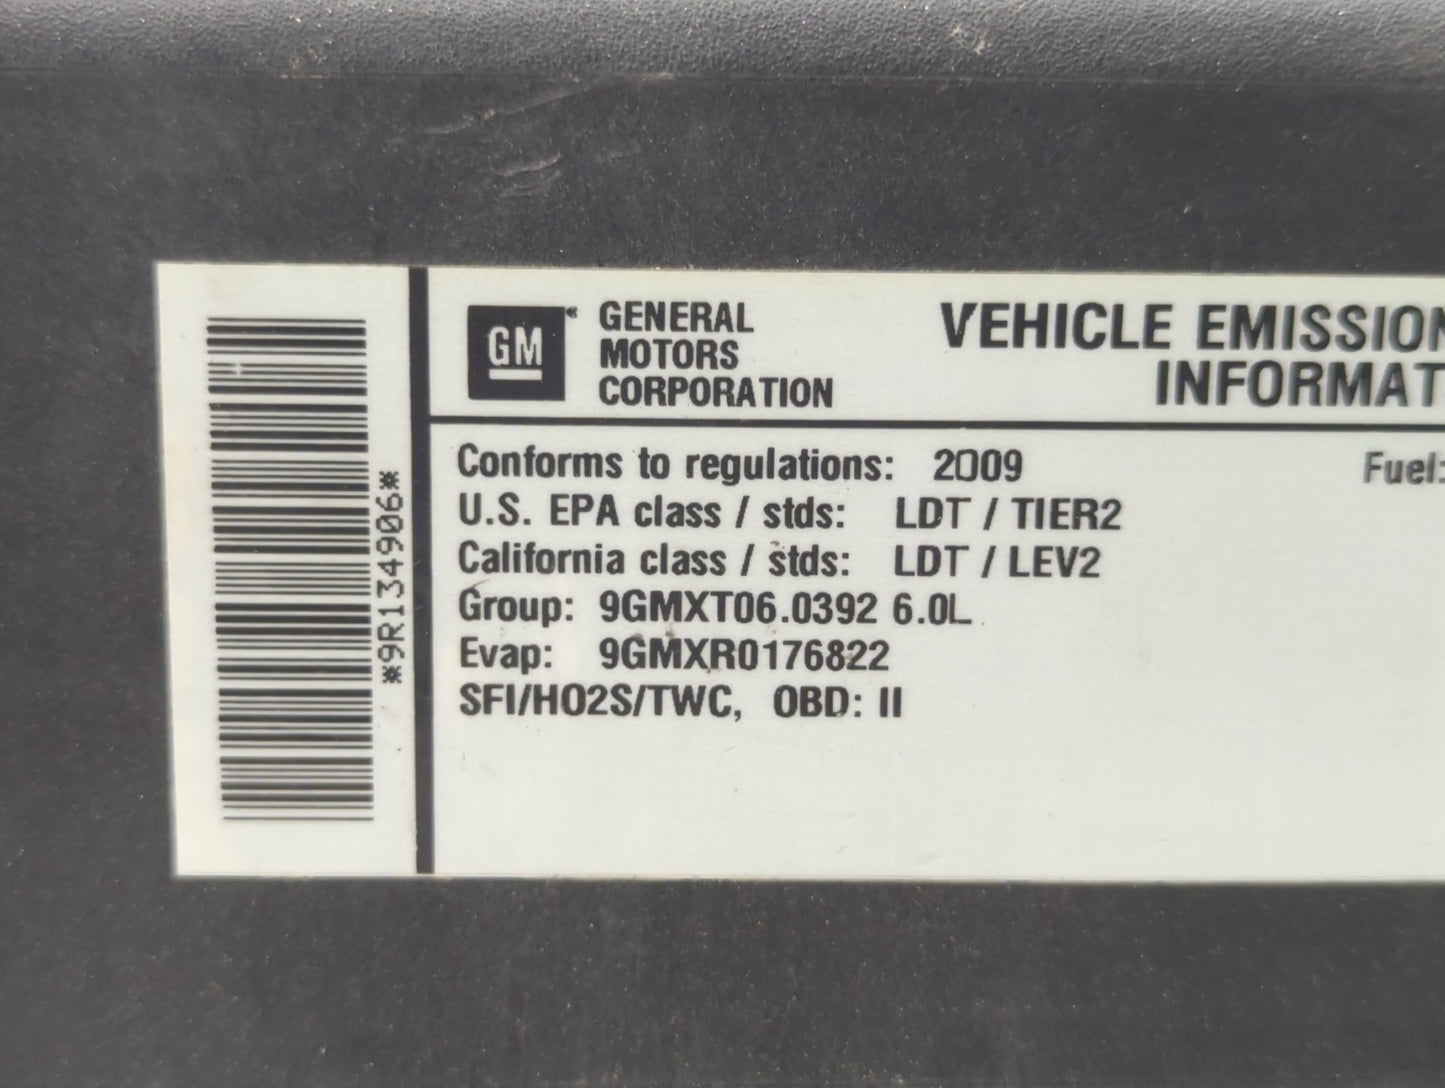 *9R134906*
GM
GENERAL
MOTORS
CORPORATION
VEHICLE EMISSION
INFORMAT
Conforms to regulations: 2009
Fuel:
U.S. EPA class / stds: LDT / TIER2
California class / stds: LDT / LEV2
Group: 9GMXT06.0392 6.0L
Evap: 9GMXR0176822
SFI/HO2S/TWC, OBD: II